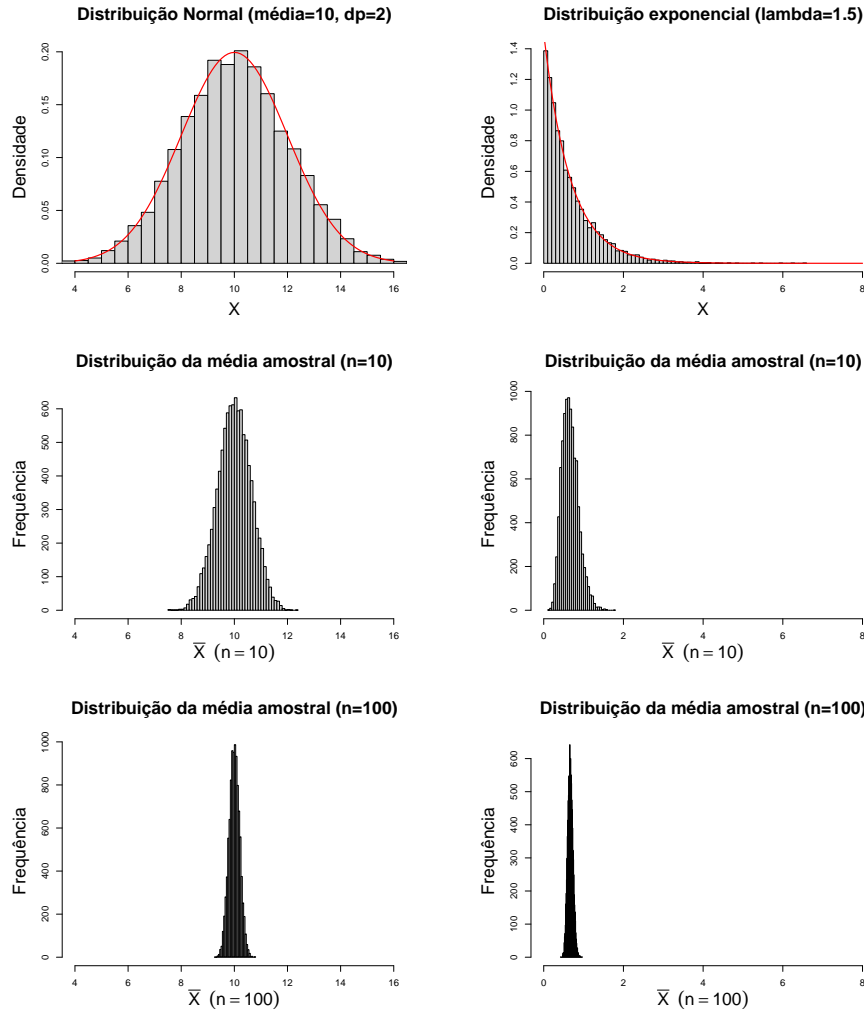 Distribuição Normal (média=10, dp=2)
Densidade
0.00 0.05 0.10 0.15 0.20
4 6 8 10 12 14 16
X
Distribuição exponencial (lambda=1.5)
Densidade
0.0 0.2 0.4 0.6 0.8 1.0 1.2 1.4
0 2 4 6 8
X
Distribuição da média amostral (n=10)
Frequência
0 100 200 300 400 500 600
4 6 8 10 12 14 16
X̅ (n = 10)
Distribuição da média amostral (n=10)
Frequência
0 200 400 600 800 1000
0 2 4 6 8
X̅ (n = 10)
Distribuição da média amostral (n=100)
Frequência
0 200 400 600 800 1000
4 6 8 10 12 14 16
X̅ (n = 100)
Distribuição da média amostral (n=100)
Frequência
0 100 200 300 400 500 600
0 2 4 6 8
X̅ (n = 100)